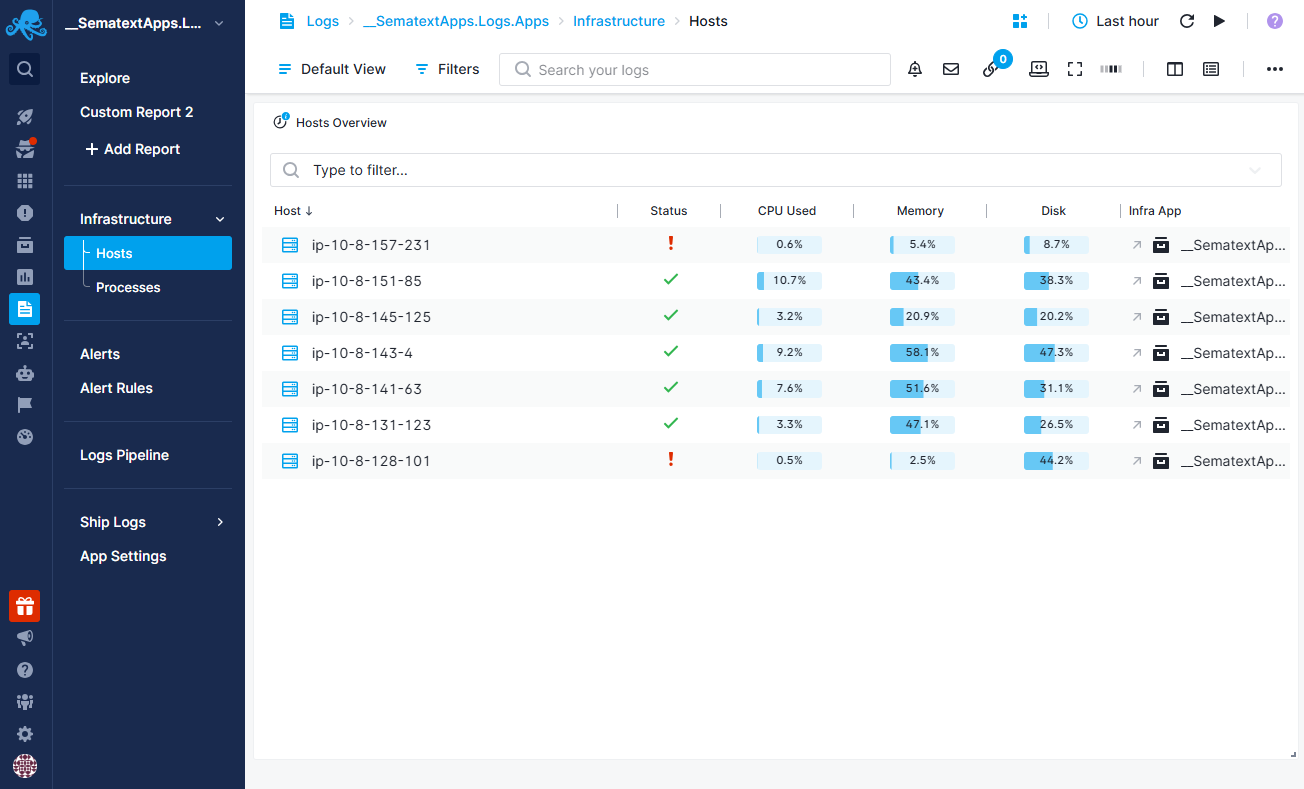 __SematextApps.L...
Explore
Custom Report 2
Add Report
Infrastructure
Hosts
Processes
Alerts
Alert Rules
Logs Pipeline
Ship Logs
App Settings
Logs > __SematextApps.Logs.Apps > Infrastructure > Hosts
Last hour
?
Default View
Filters
Search your logs
0
Hosts Overview
Type to filter...
Host ↓ Status CPU Used Memory Disk Infra App
ip-10-8-157-231 0.6% 5.4% 8.7% __SematextAp...
ip-10-8-151-85 10.7% 43.4% 38.3% __SematextAp...
ip-10-8-145-125 3.2% 20.9% 20.2% __SematextAp...
ip-10-8-143-4 9.2% 58.1% 47.3% __SematextAp...
ip-10-8-141-63 7.6% 51.6% 31.1% __SematextAp...
ip-10-8-131-123 3.3% 47.1% 26.5% __SematextAp...
ip-10-8-128-101 0.5% 2.5% 44.2% __SematextAp...